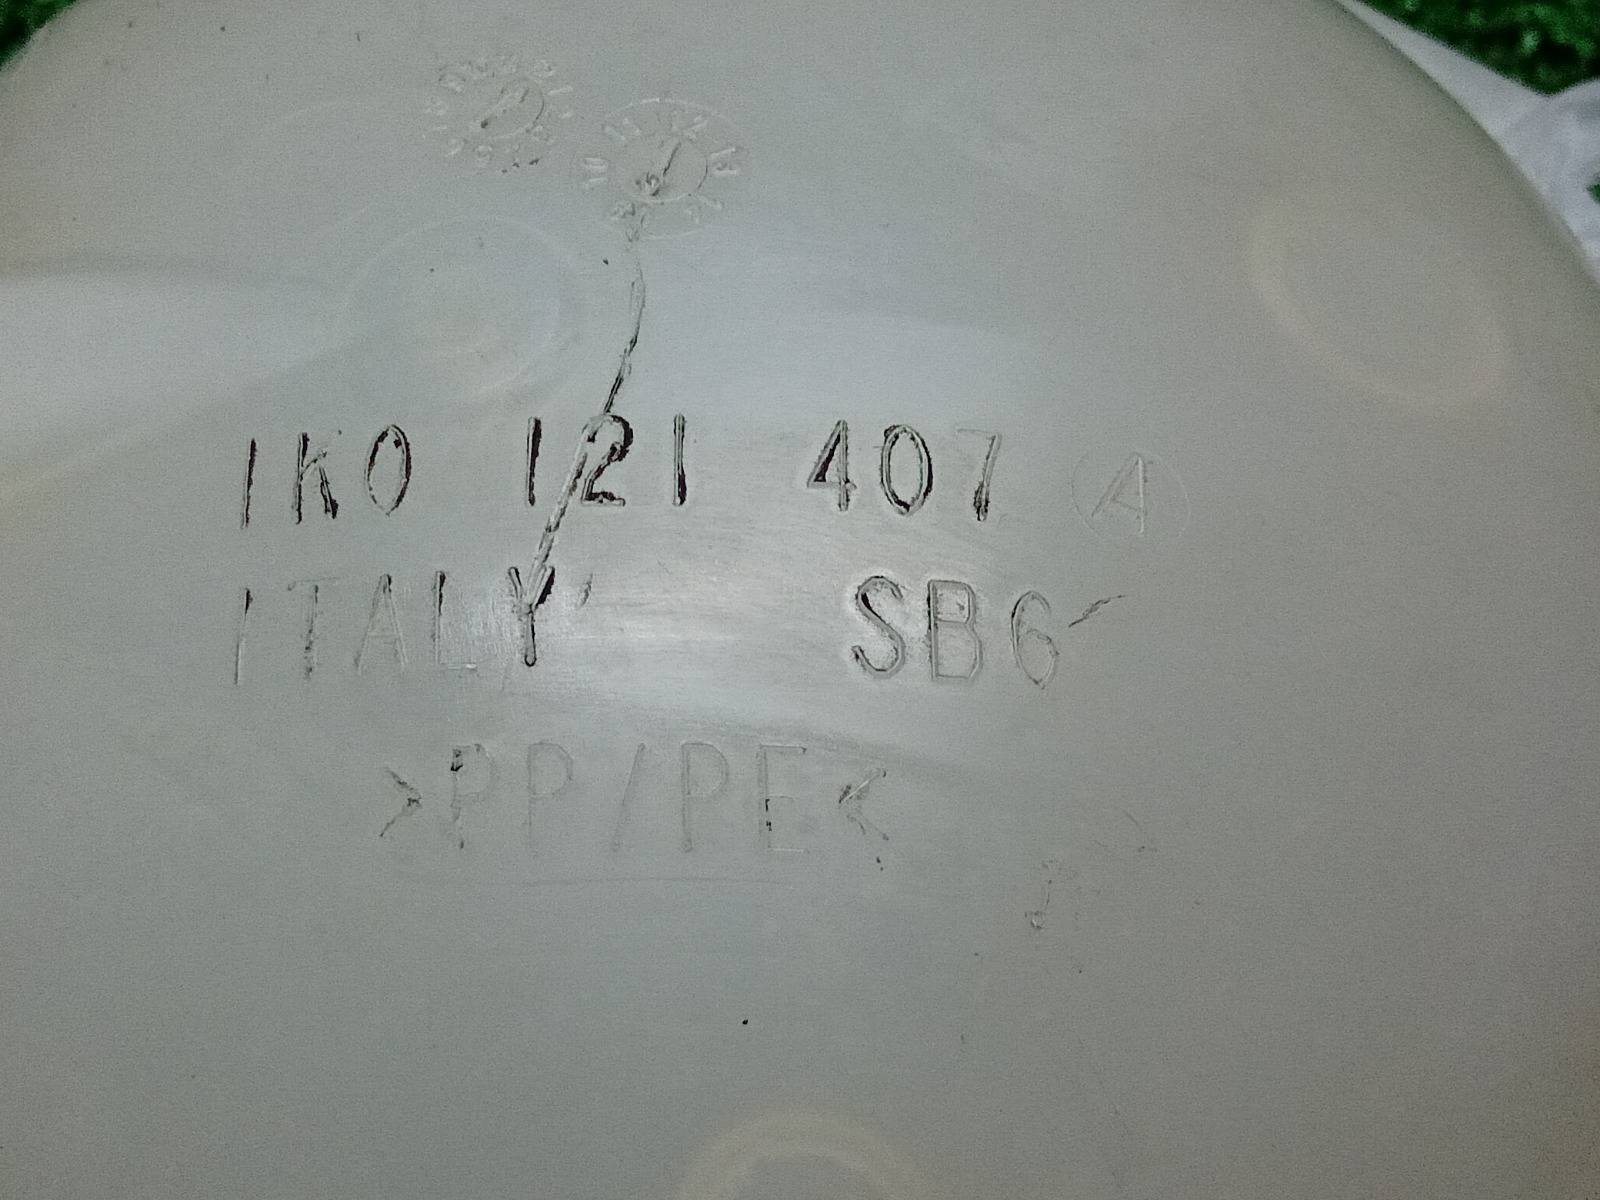 1K0 121 407 A
ITALY SB6
>PP/PE<